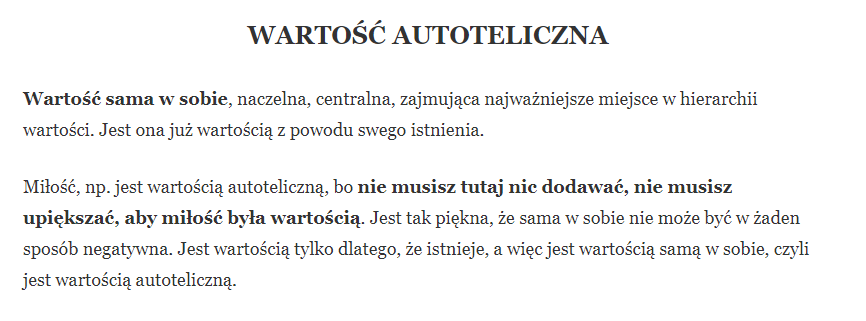 WARTOŚĆ AUTOTELICZNA
Wartość sama w sobie, naczelna, centralna, zajmująca najważniejsze miejsce w hierarchii
wartości. Jest ona już wartością z powodu swego istnienia.
Miłość, np. jest wartością autoteliczną, bo nie musisz tutaj nic dodawać, nie musisz
upiększać, aby miłość była wartością. Jest tak piękna, że sama w sobie nie może być w żaden
sposób negatywna. Jest wartością tylko dlatego, że istnieje, a więc jest wartością samą w sobie, czyli
jest wartością autoteliczną.